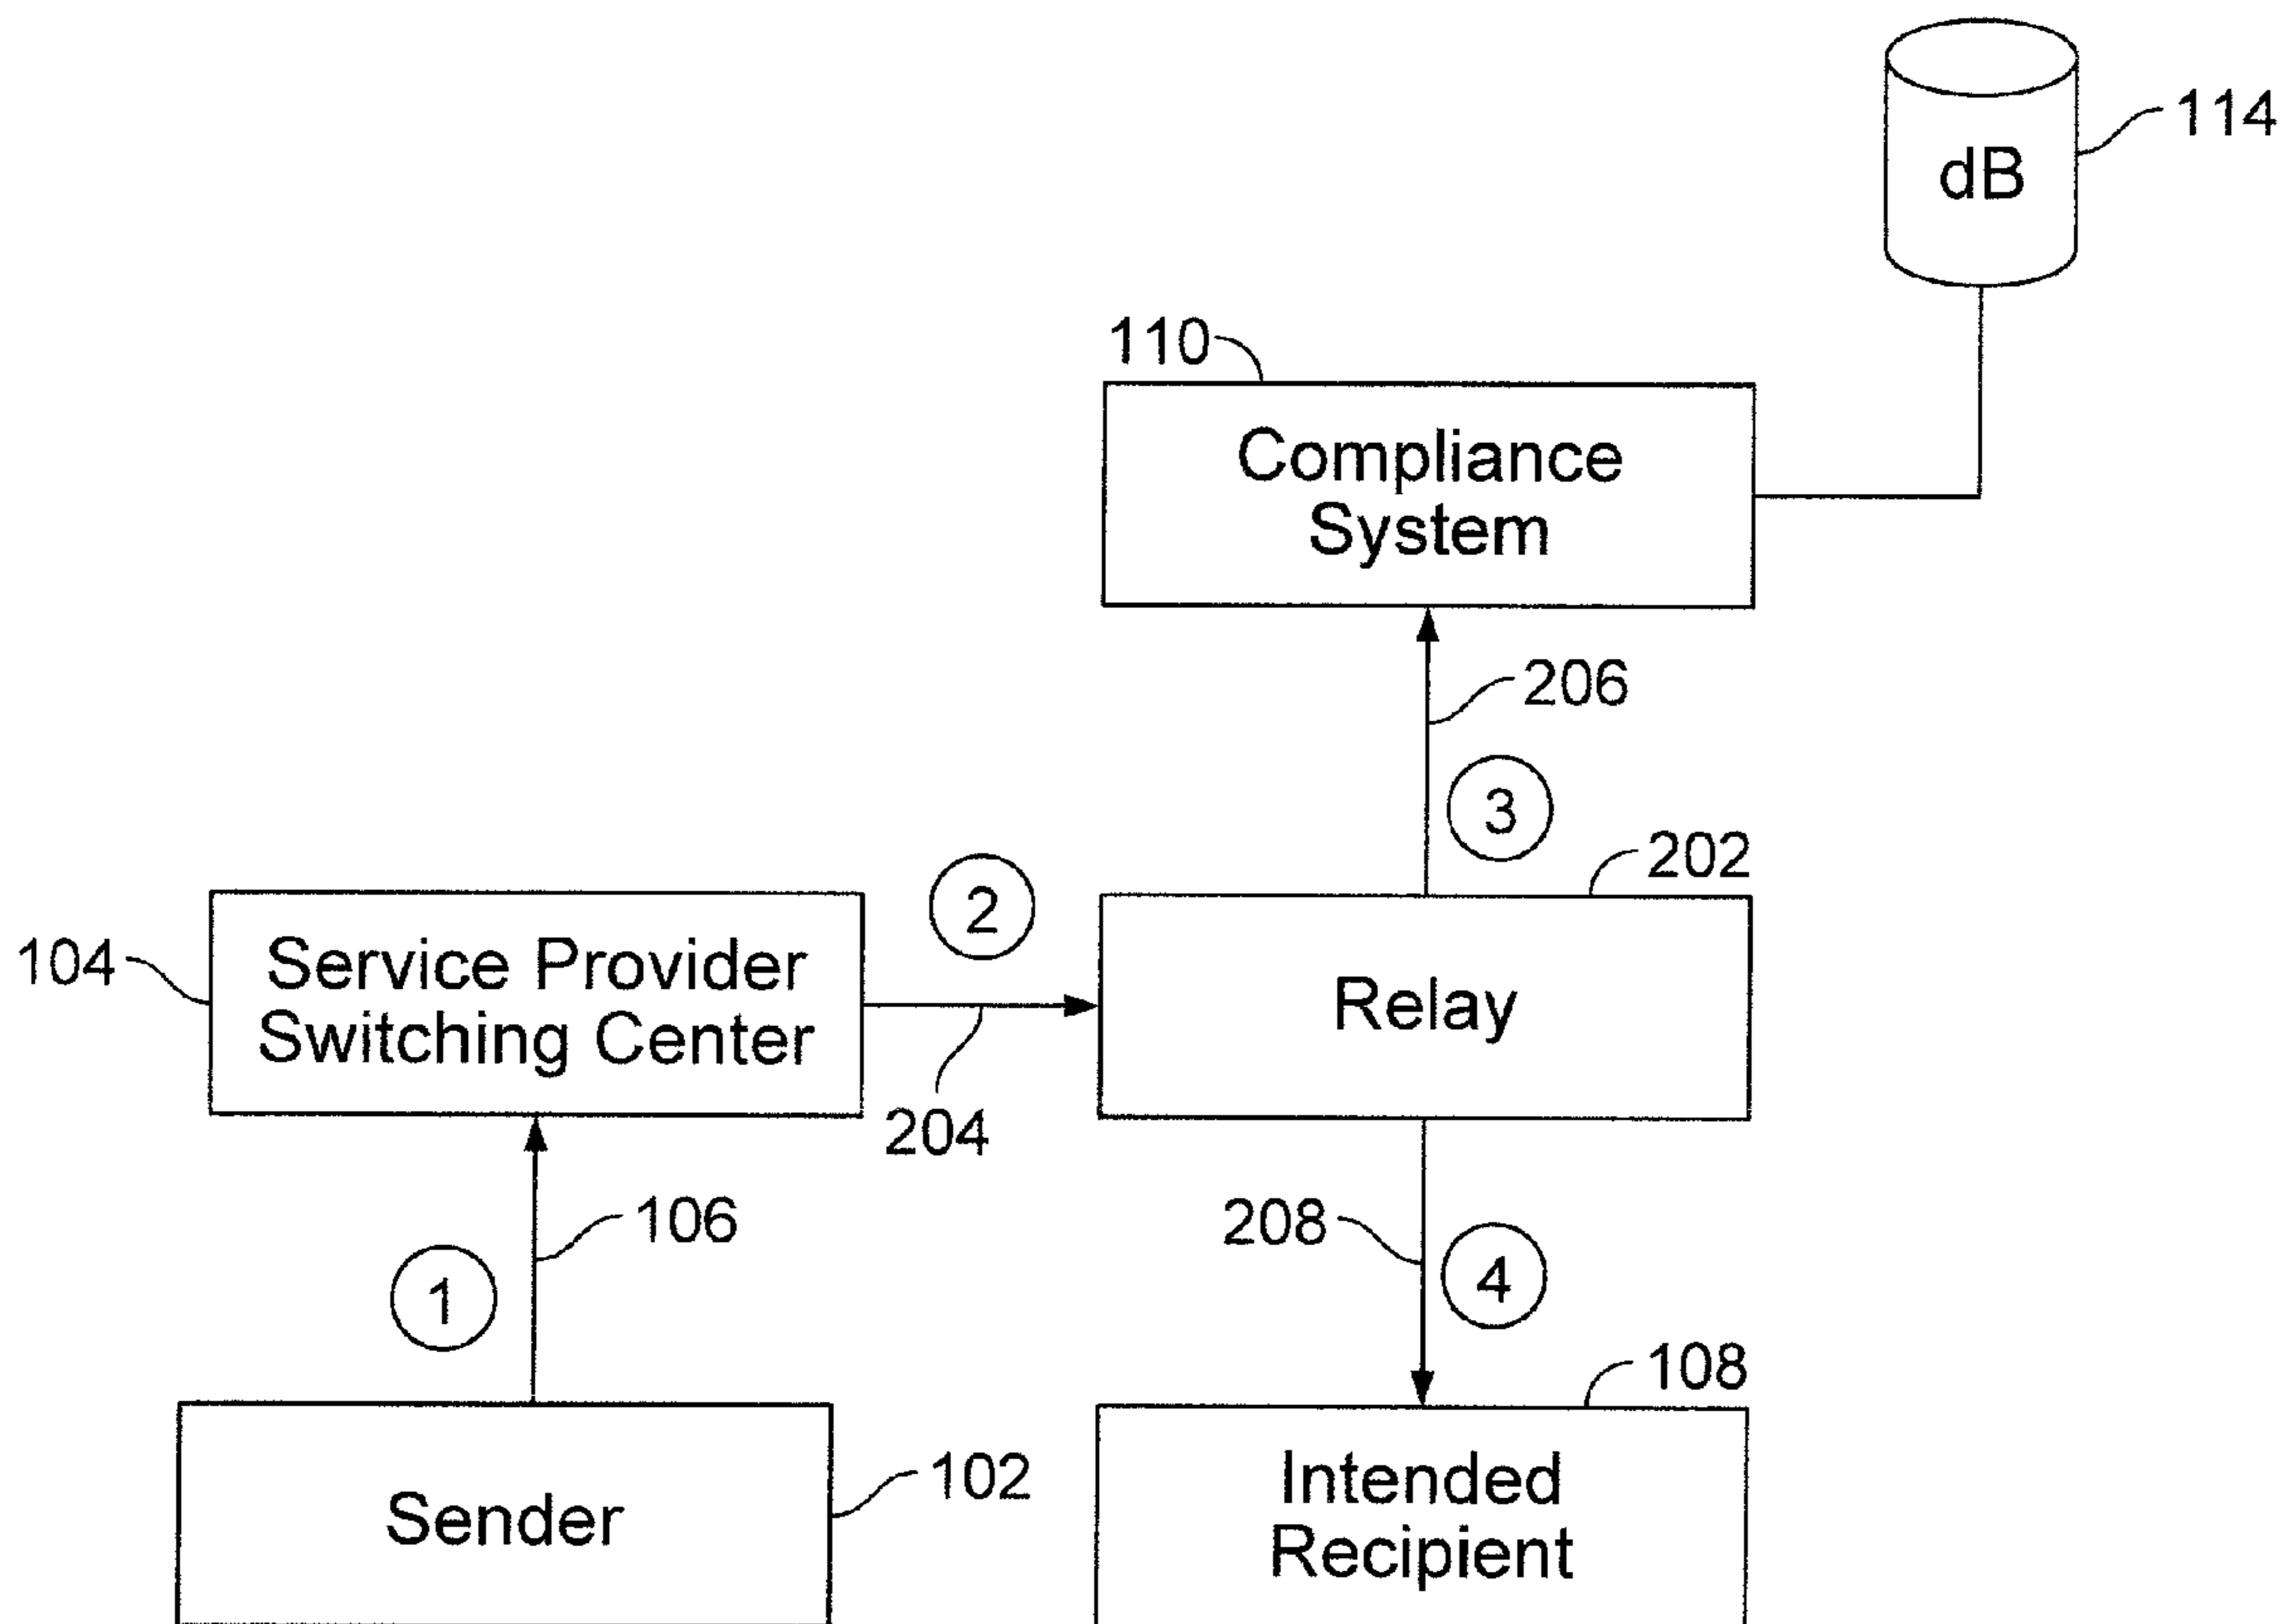 114
dB
110
Compliance
System
206
3
202
2
104
Service Provider
Switching Center
Relay
204
106
208
1
4
108
102
Sender
Intended
Recipient